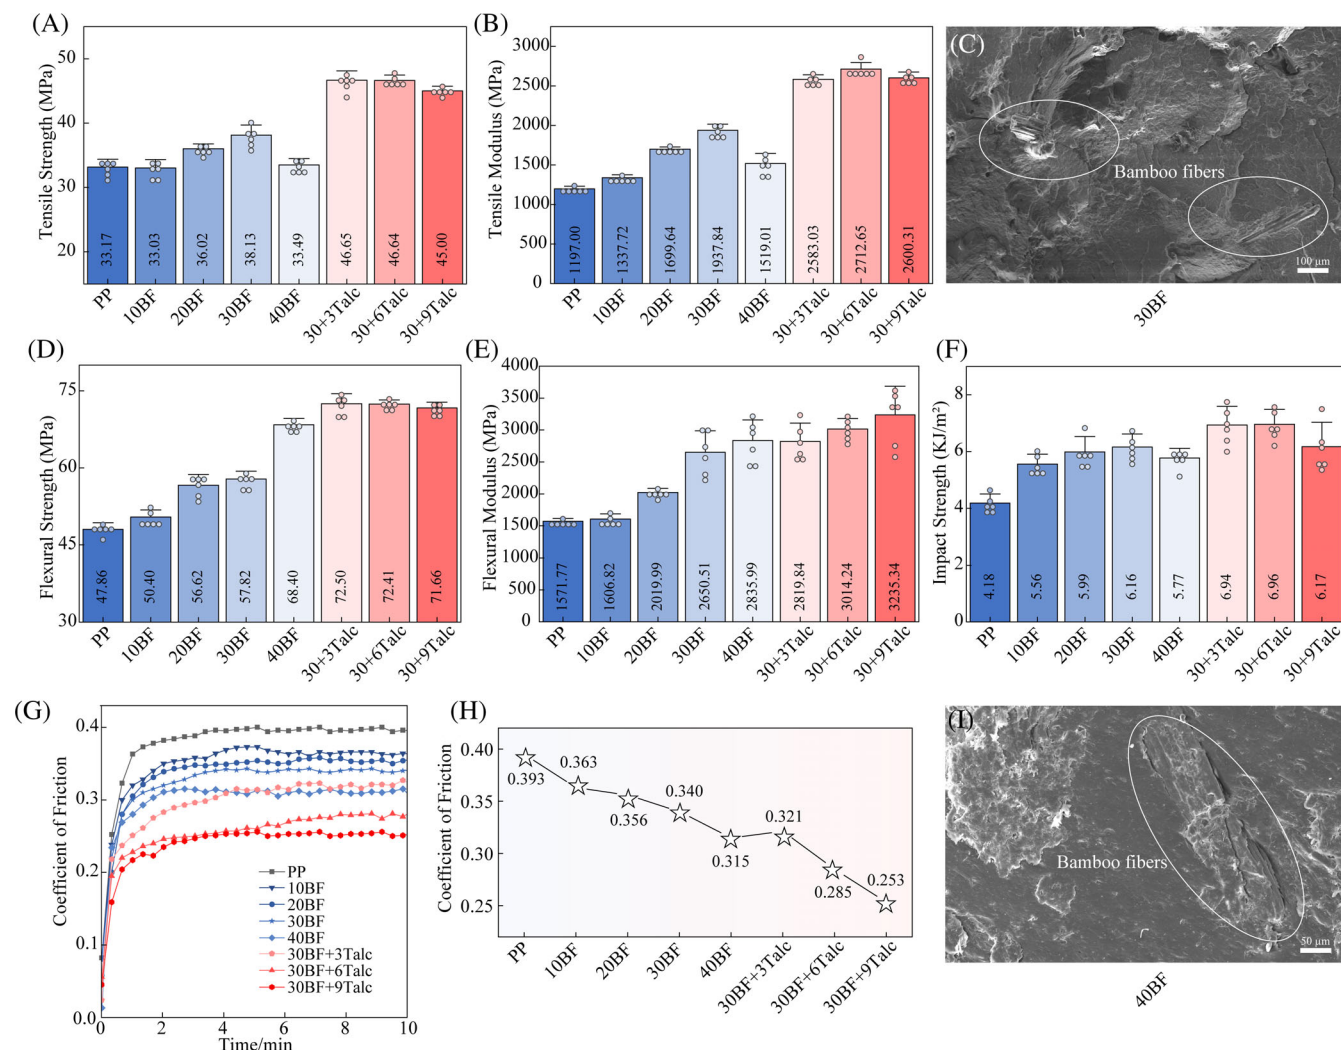 (A)
Tensile Strength (MPa)
50
40
30
20
33.17
33.03
36.02
38.13
33.49
46.65
46.64
45.00
PP
10BF
20BF
30BF
40BF
30+3Talc
30+6Talc
30+9Talc
(B)
Tensile Modulus (MPa)
3000
2500
2000
1500
1000
500
0
1197.00
1337.72
1699.64
1937.84
1519.01
2583.03
2712.65
2600.31
PP
10BF
20BF
30BF
40BF
30+3Talc
30+6Talc
30+9Talc
(C)
Bamboo fibers
100 μm
30BF
(D)
Flexural Strength (MPa)
75
60
45
30
47.86
50.40
56.62
57.82
68.40
72.50
72.41
71.66
PP
10BF
20BF
30BF
40BF
30+3Talc
30+6Talc
30+9Talc
(E)
Flexural Modulus (MPa)
4000
3500
3000
2500
2000
1500
1000
500
0
1571.77
1606.82
2019.99
2650.51
2835.99
2819.84
3014.24
3235.34
PP
10BF
20BF
30BF
40BF
30+3Talc
30+6Talc
30+9Talc
(F)
Impact Strength (KJ/m²)
8
6
4
2
0
4.18
5.56
5.99
6.16
5.77
6.94
6.96
6.17
PP
10BF
20BF
30BF
40BF
30+3Talc
30+6Talc
30+9Talc
(G)
Coefficient of Friction
0.4
0.3
0.2
0.1
0.0
PP
10BF
20BF
30BF
40BF
30BF+3Talc
30BF+6Talc
30BF+9Talc
0
2
4
6
8
10
Time/min
(H)
Coefficient of Friction
0.40
0.35
0.30
0.25
0.393
0.363
0.356
0.340
0.315
0.321
0.285
0.253
PP
10BF
20BF
30BF
40BF
30BF+3Talc
30BF+6Talc
30BF+9Talc
(I)
Bamboo fibers
50 μm
40BF